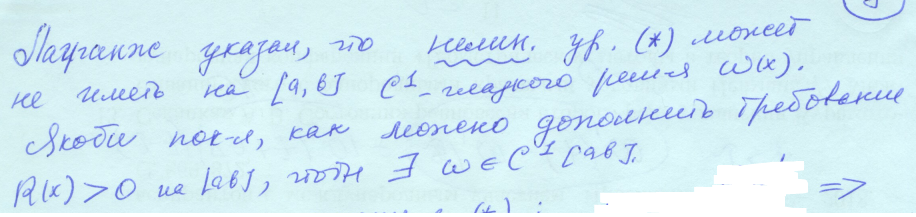 Лагранж указал, что нелин. ур. (*) может
не иметь на [a,b] C¹-гладкого реш-я ω(x).
Якоби пок-л, как можно дополнить требование
R(x)>0 на [ab], чтобы ∃ ω∈C¹[ab].
(*) : =>